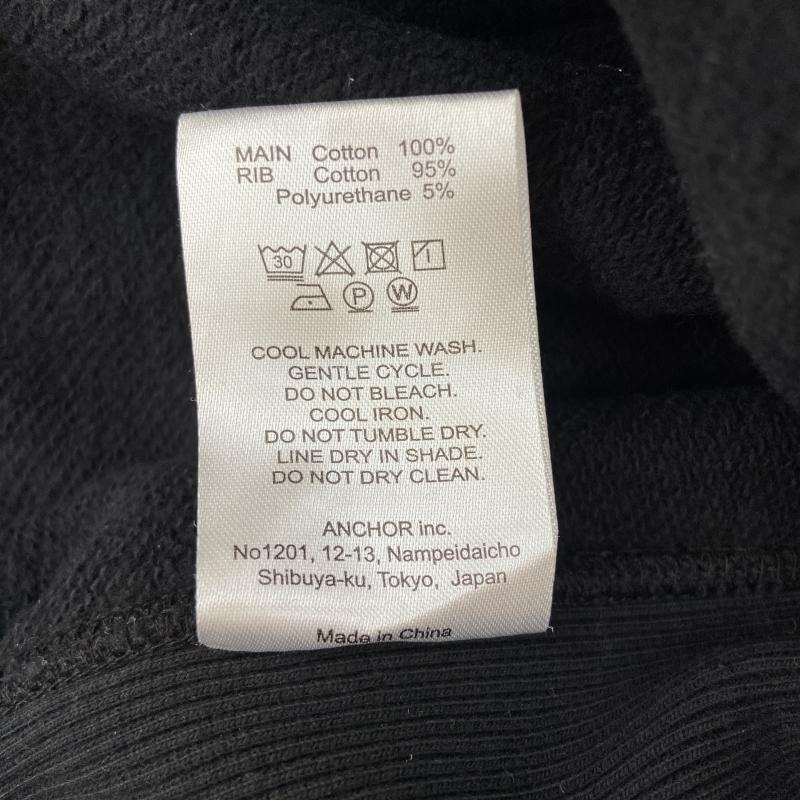 MAIN Cotton 100%
RIB Cotton 95%
Polyurethane 5%
30
P W
COOL MACHINE WASH.
GENTLE CYCLE.
DO NOT BLEACH.
COOL IRON.
DO NOT TUMBLE DRY.
LINE DRY IN SHADE.
DO NOT DRY CLEAN.
ANCHOR inc.
No1201, 12-13, Nampeidaicho
Shibuya-ku, Tokyo, Japan
Made in China